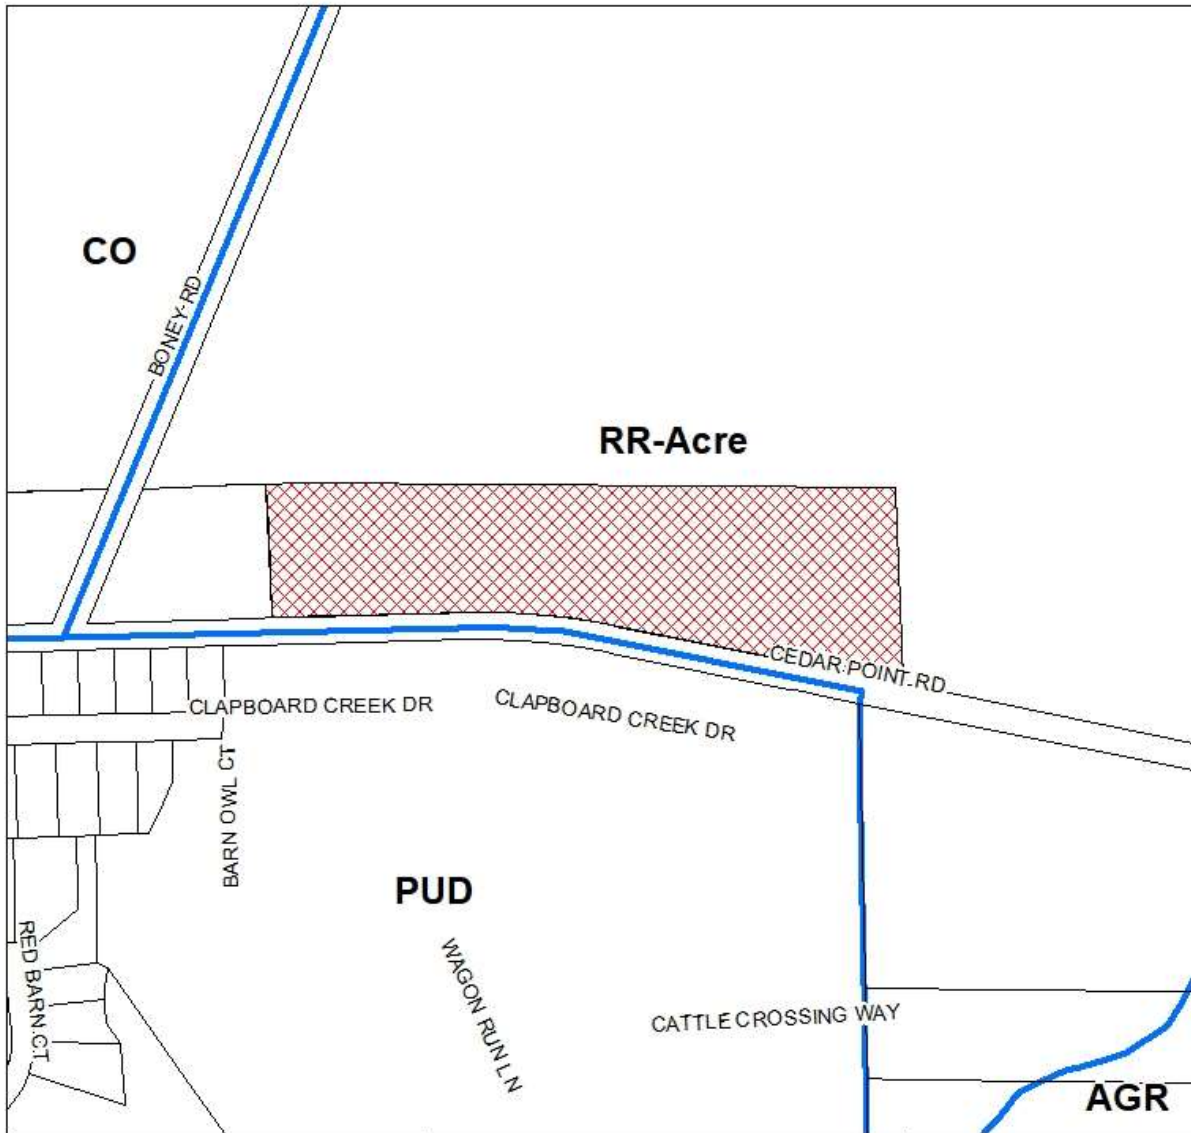 CO
BONEY RD
RR-Acre
CEDAR POINT RD
CLAPBOARD CREEK DR
CLAPBOARD CREEK DR
BARN OWL CT
PUD
RED BARN CT
WAGON RUN LN
CATTLE CROSSING WAY
AGR